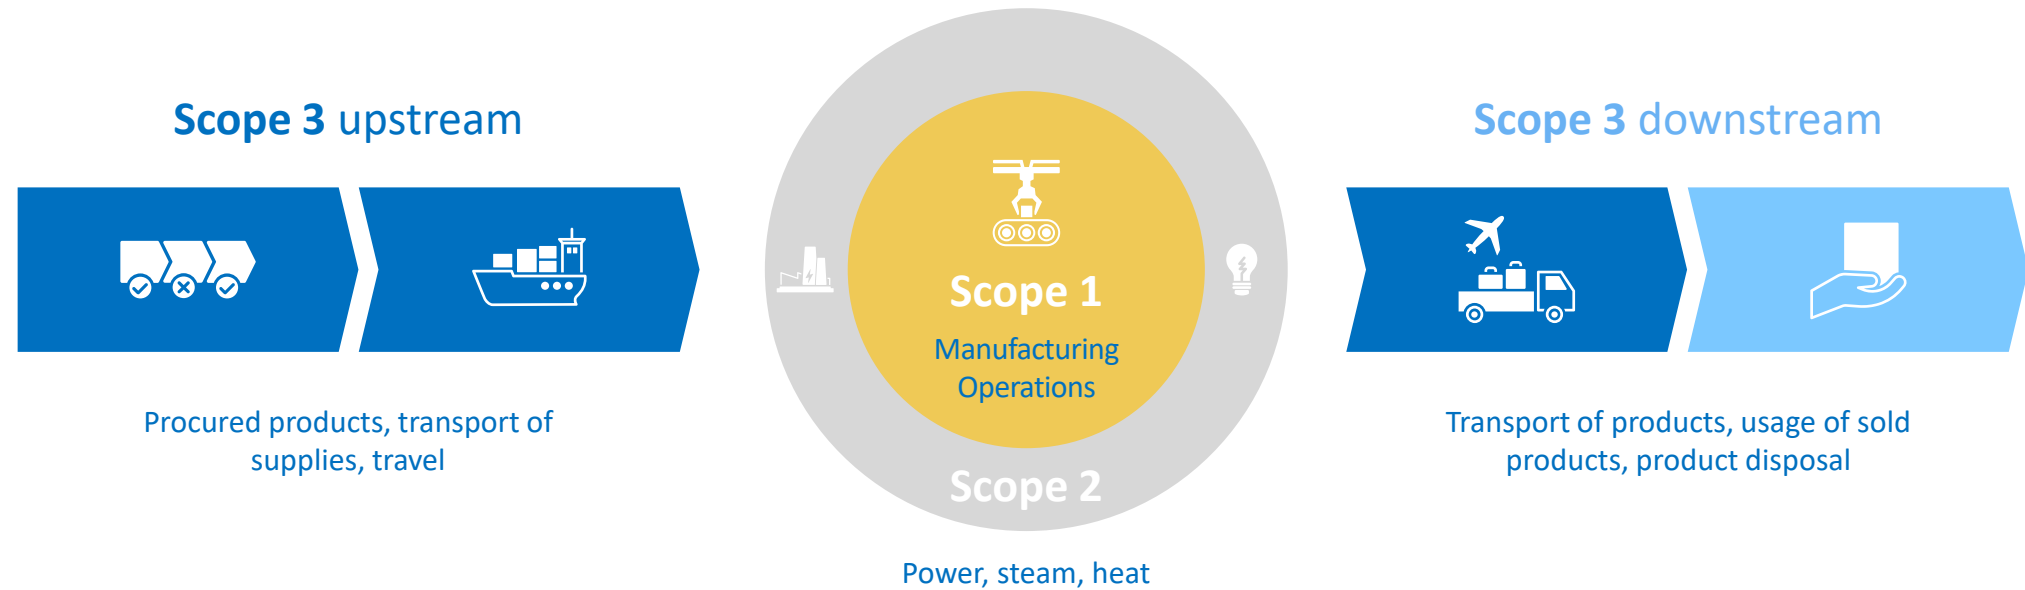 Scope 3 upstream
Procured products, transport of
supplies, travel
Scope 1
Manufacturing
Operations
Scope 2
Power, steam, heat
Scope 3 downstream
Transport of products, usage of sold
products, product disposal